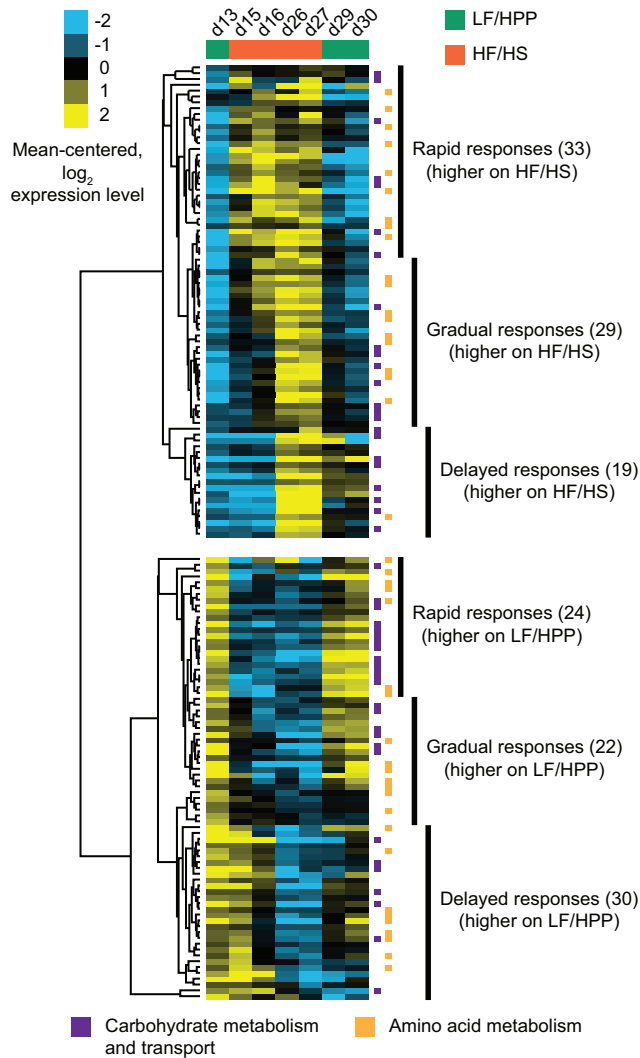 d13 d15 d16 d26 d27 d29 d30
-2
-1
0
1
2
Mean-centered,
log2
expression level
LF/HPP
HF/HS
Rapid responses (33)
(higher on HF/HS)
Gradual responses (29)
(higher on HF/HS)
Delayed responses (19)
(higher on HF/HS)
Rapid responses (24)
(higher on LF/HPP)
Gradual responses (22)
(higher on LF/HPP)
Delayed responses (30)
(higher on LF/HPP)
Carbohydrate metabolism
and transport
Amino acid metabolism